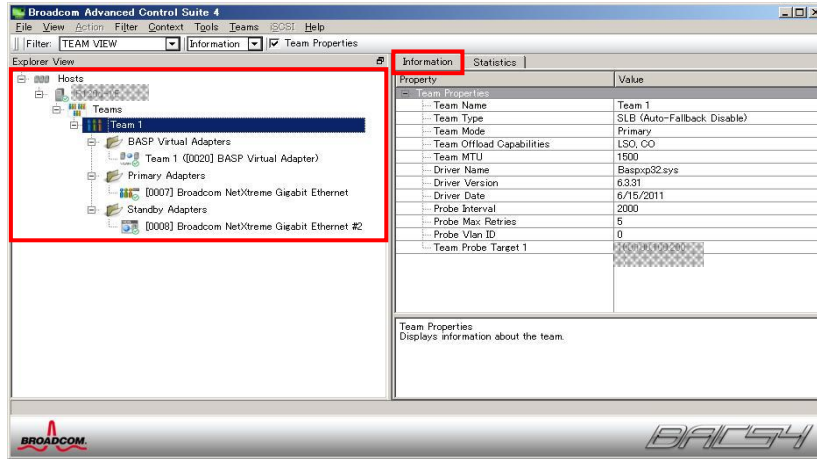 Broadcom Advanced Control Suite 4
File View Action Filter Context Tools Teams iSCSI Help
Filter: TEAM VIEW Information Team Properties
Explorer View
Hosts
Teams
Team 1
BASP Virtual Adapters
Team 1 ([0020] BASP Virtual Adapter)
Primary Adapters
[0007] Broadcom NetXtreme Gigabit Ethernet
Standby Adapters
[0008] Broadcom NetXtreme Gigabit Ethernet #2
Information Statistics
Property Value
Team Properties
Team Name Team 1
Team Type SLB (Auto-Fallback Disable)
Team Mode Primary
Team Offload Capabilities LSO, CO
Team MTU 1500
Driver Name Baspxp32.sys
Driver Version 6.3.31
Driver Date 6/15/2011
Probe Interval 2000
Probe Max Retries 5
Probe Vlan ID 0
Team Probe Target 1
Team Properties
Displays information about the team.
BROADCOM.
BACS4